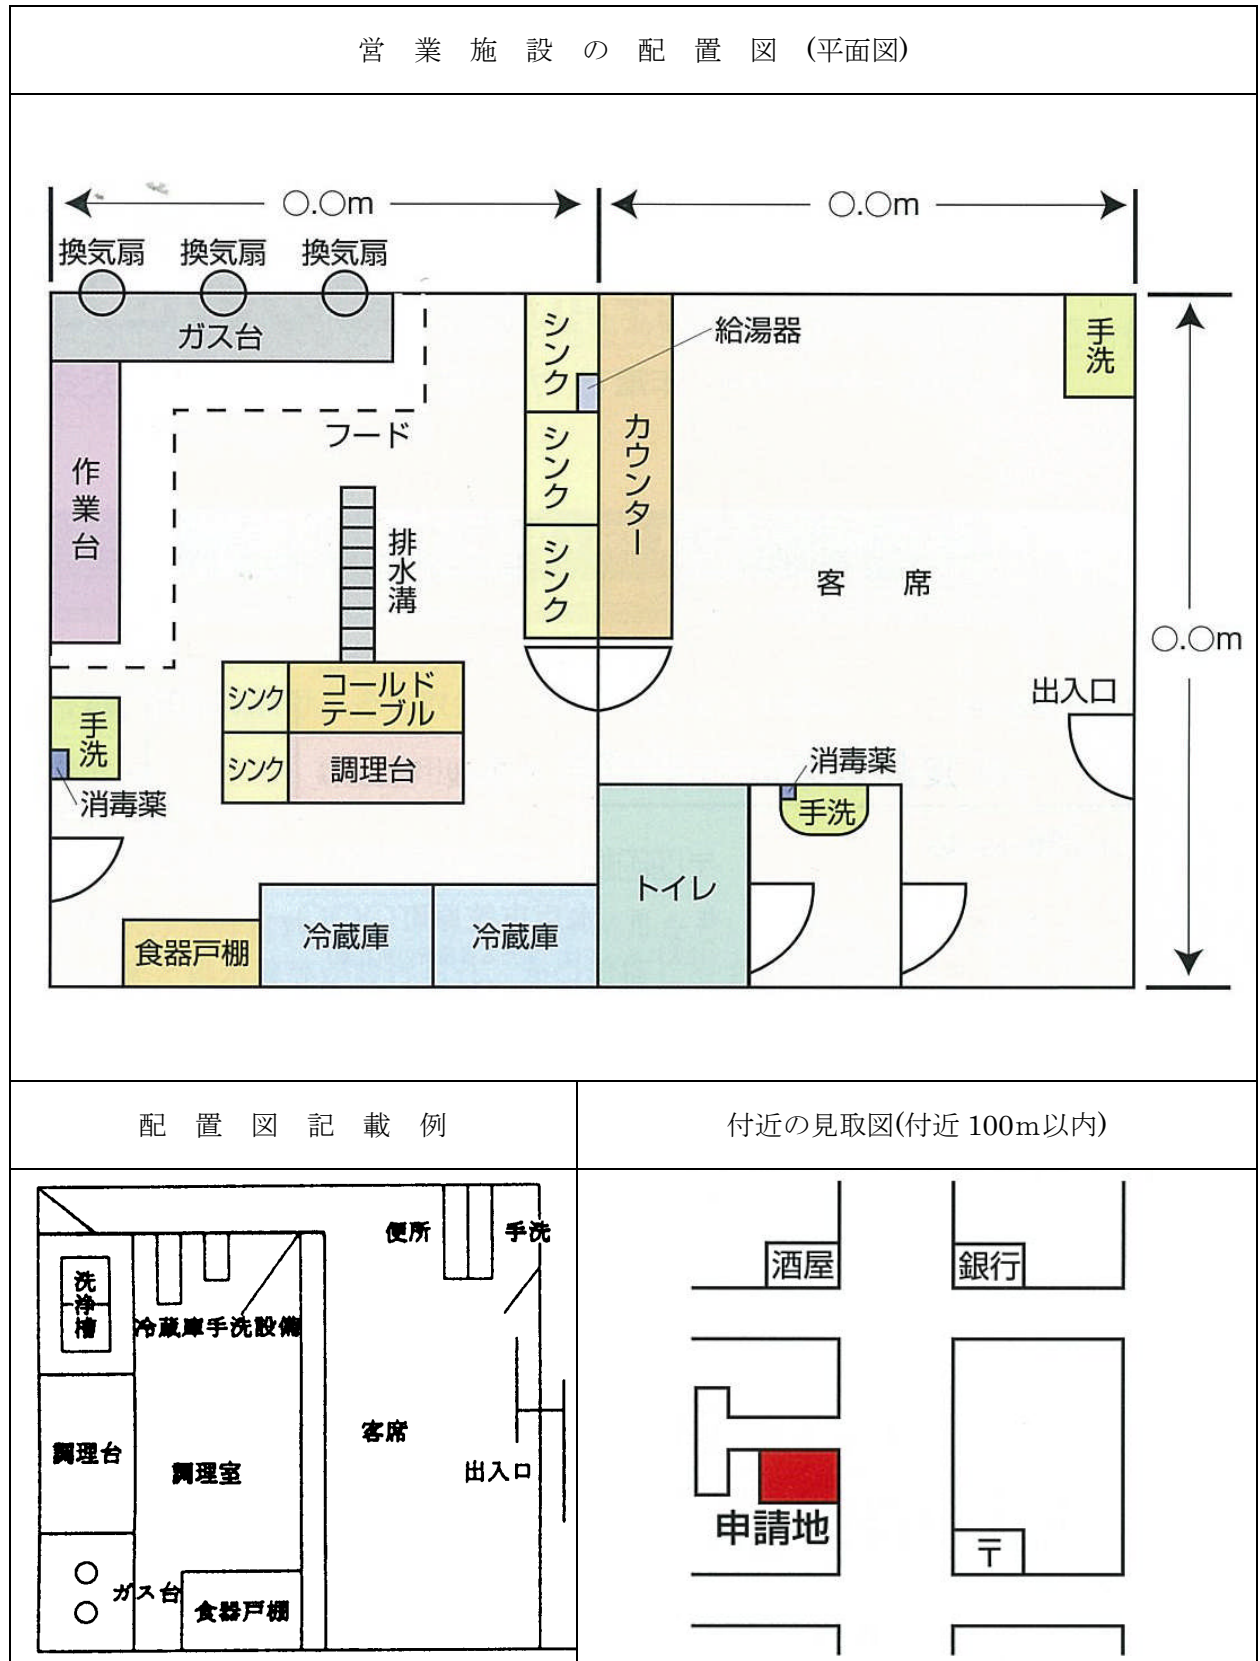 営業施設の配置図 (平面図)
○.○m
○.○m
換気扇 換気扇 換気扇
ガス台
シンク
給湯器
手洗
カウンター
フード
作業台
シンク
排水溝
シンク
客席
○.○m
シンク
コールド
テーブル
出入口
手洗
シンク
調理台
消毒薬
消毒薬
手洗
トイレ
食器戸棚
冷蔵庫
冷蔵庫
配置図記載例
付近の見取図(付近 100m以内)
便所
手洗
洗浄槽
冷蔵庫手洗設備
調理台
調理室
客席
出入口
ガス台
食器戸棚
酒屋
銀行
申請地
〒